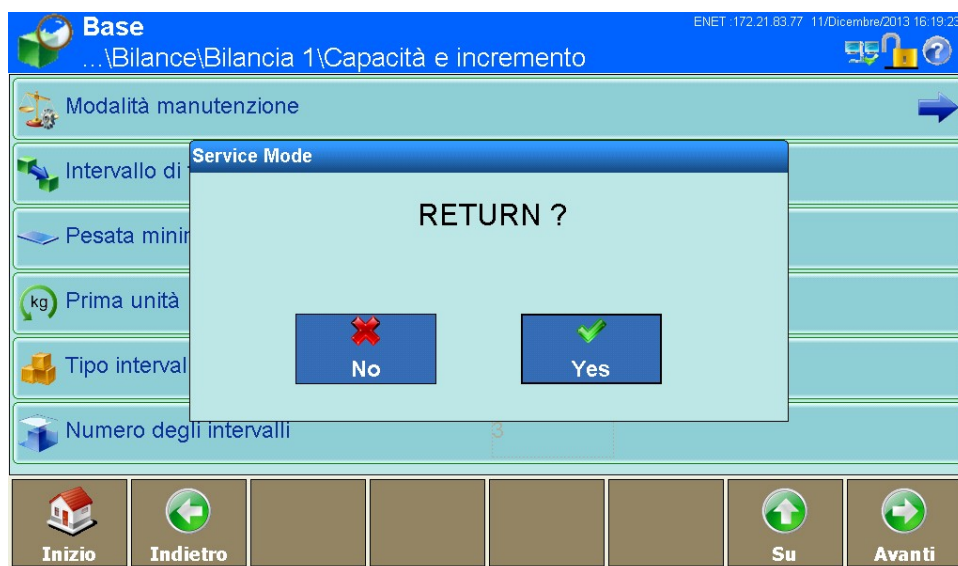 Base
ENET :172.21.83.77 11/Dicembre/2013 16:19:23
...\Bilance\Bilancia 1\Capacità e incremento
Modalità manutenzione
Service Mode
Intervallo di
RETURN ?
Pesata
kg
Prima unità
Tipo
No
Yes
Numero degli intervalli
3
Inizio
Indietro
Su
Avanti